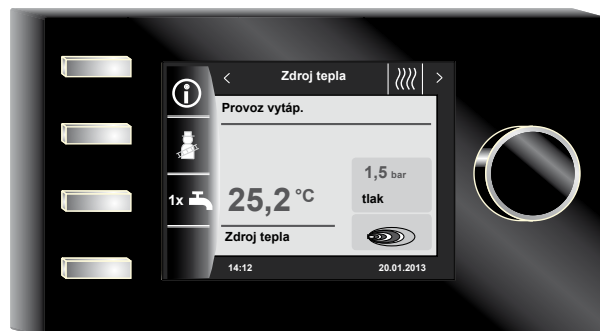 Zdroj tepla
Provoz vytáp.
1,5 bar
1x
25,2 °C
tlak
Zdroj tepla
14:12
20.01.2013